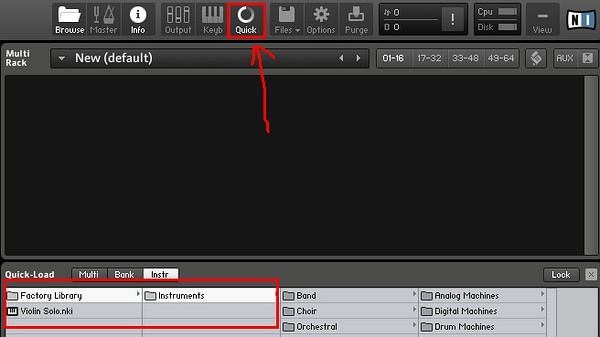 Browse Master Info Output Keyb Quick Files Options Purge 0 0 ! Cpu Disk View NI
Multi Rack New (default) 01-16 17-32 33-48 49-64 S AUX
Quick-Load Multi Bank Instr Lock
Factory Library Instruments Band Analog Machines
Violin Solo.nki Choir Digital Machines
Orchestral Drum Machines